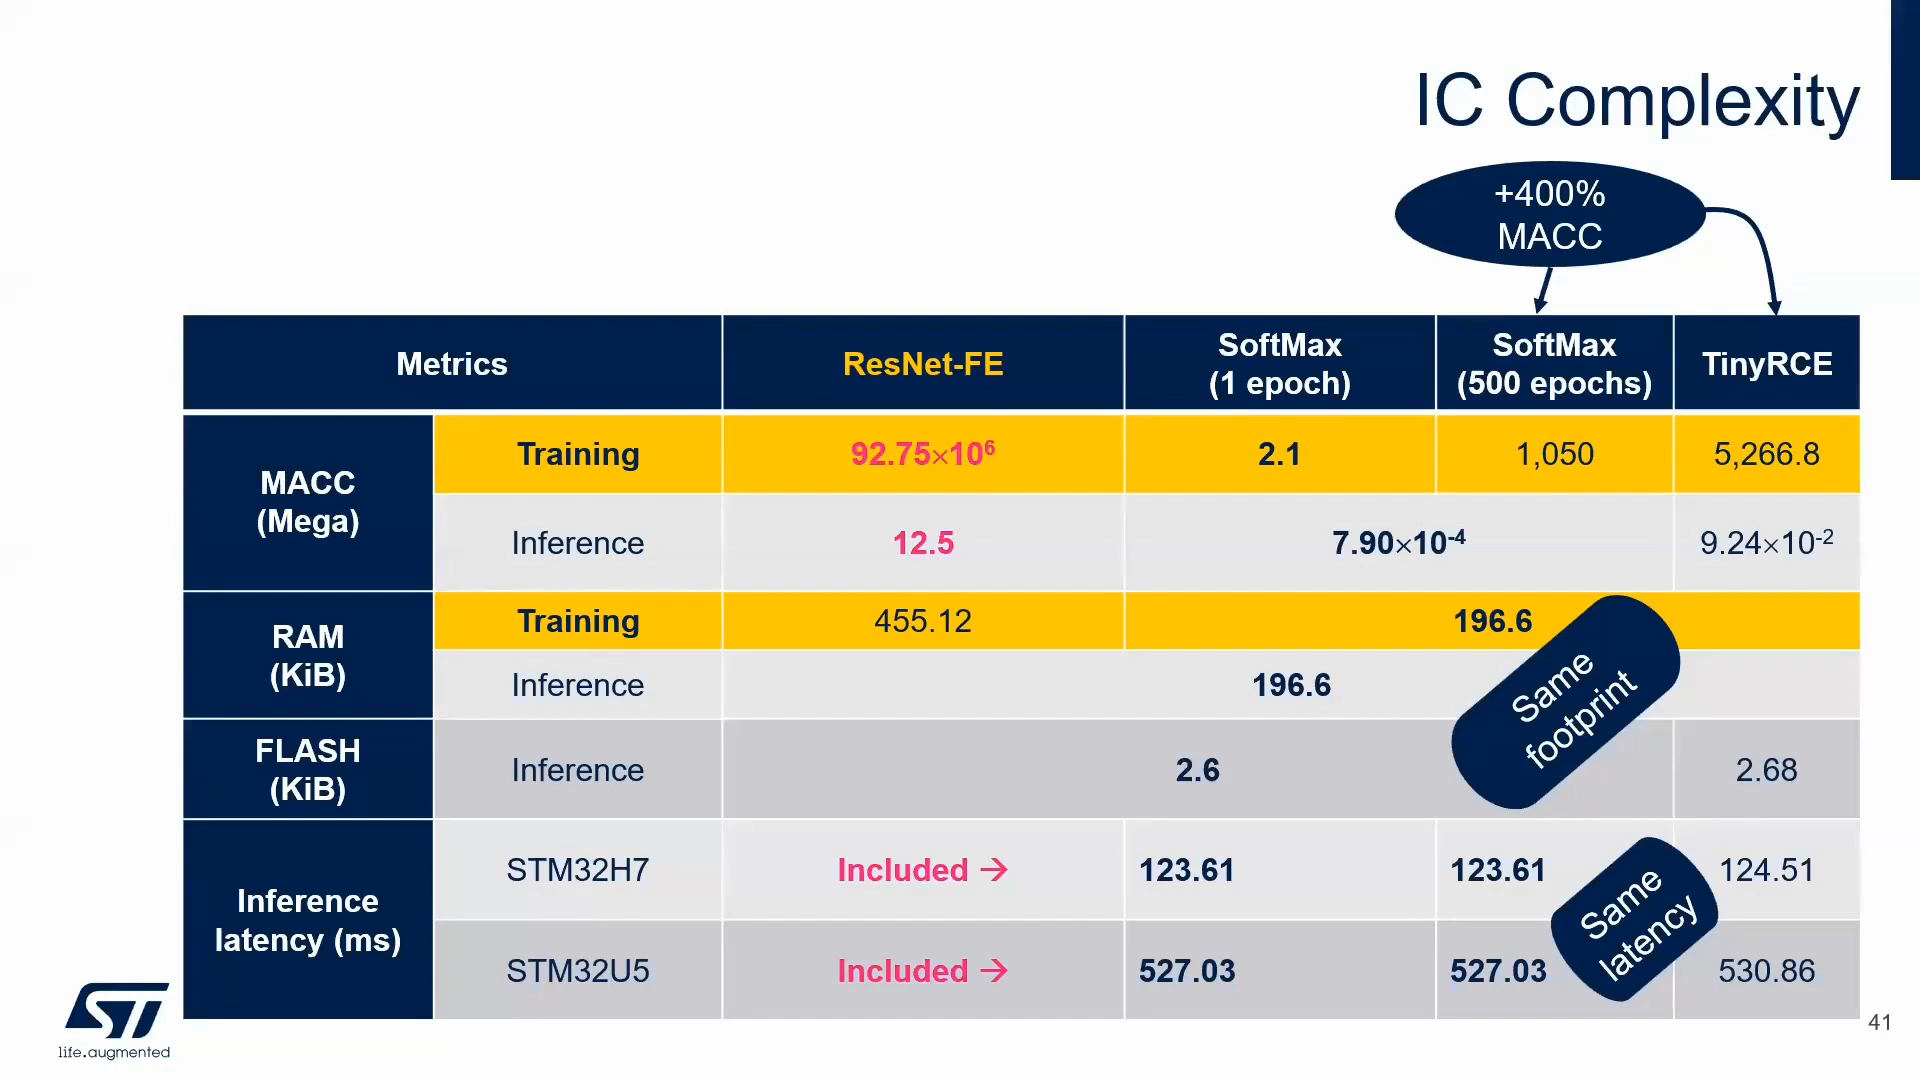 IC Complexity
+400%
MACC
Metrics
ResNet-FE
SoftMax
(1 epoch)
SoftMax
(500 epochs)
TinyRCE
MACC
(Mega)
Training
92.75×10⁶
2.1
1,050
5,266.8
Inference
12.5
7.90×10⁻⁴
9.24×10⁻²
RAM
(KiB)
Training
455.12
196.6
Inference
196.6
Same
footprint
FLASH
(KiB)
Inference
2.6
2.68
Inference
latency (ms)
STM32H7
Included →
123.61
123.61
124.51
Same
latency
STM32U5
Included →
527.03
527.03
530.86
ST
life.augmented
41